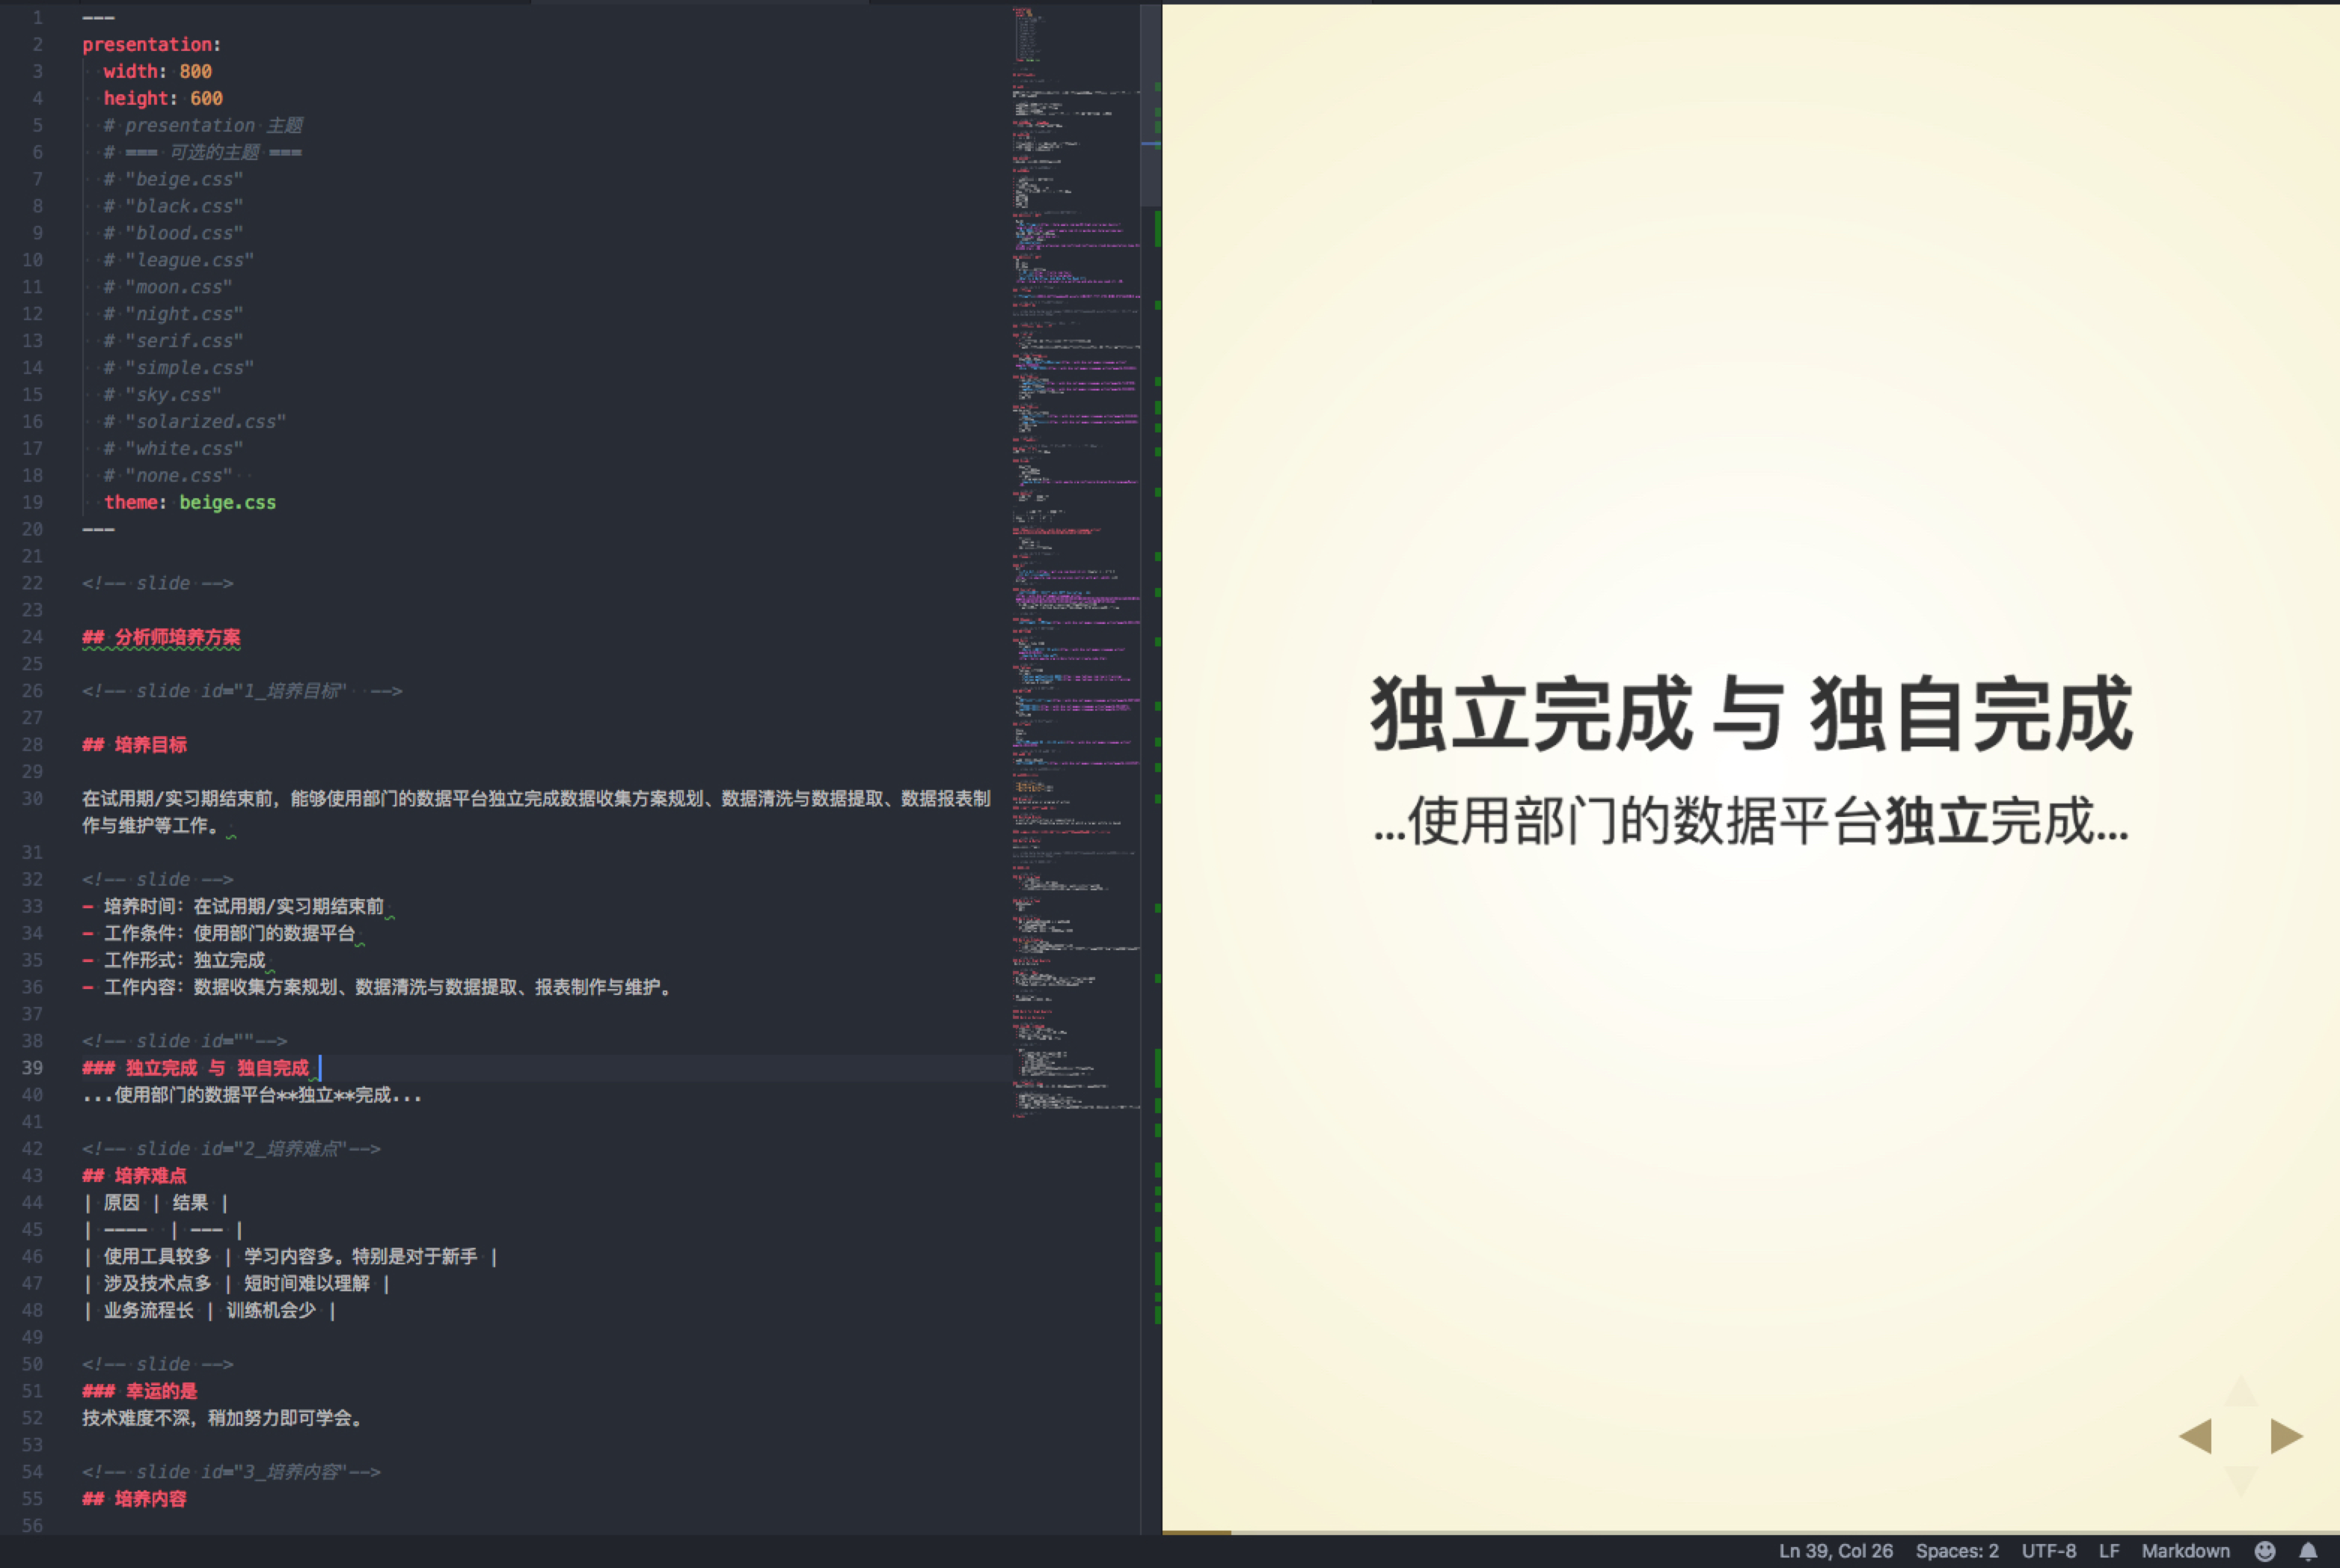 1 ---
2 presentation:
3 width: 800
4 height: 600
5 # presentation 主题
6 # === 可选的主题 ===
7 # "beige.css"
8 # "black.css"
9 # "blood.css"
10 # "league.css"
11 # "moon.css"
12 # "night.css"
13 # "serif.css"
14 # "simple.css"
15 # "sky.css"
16 # "solarized.css"
17 # "white.css"
18 # "none.css"
19 theme: beige.css
20 ---
21
22 <!-- slide -->
23
24 ## 分析师培养方案
25
26 <!-- slide id="1_培养目标"  -->
27
28 ## 培养目标
29
30 在试用期/实习期结束前，能够使用部门的数据平台独立完成数据收集方案规划、数据清洗与数据提取、数据报表制
作与维护等工作。
31
32 <!-- slide -->
33 - 培养时间：在试用期/实习期结束前
34 - 工作条件：使用部门的数据平台
35 - 工作形式：独立完成
36 - 工作内容：数据收集方案规划、数据清洗与数据提取、报表制作与维护。
37
38 <!-- slide id=""-->
39 ### 独立完成 与 独自完成
40 ...使用部门的数据平台**独立**完成...
41
42 <!-- slide id="2_培养难点"-->
43 ## 培养难点
44 | 原因 | 结果 |
45 | ---- | --- |
46 | 使用工具较多 | 学习内容多。特别是对于新手 |
47 | 涉及技术点多 | 短时间难以理解 |
48 | 业务流程长 | 训练机会少 |
49
50 <!-- slide -->
51 ### 幸运的是
52 技术难度不深，稍加努力即可学会。
53
54 <!-- slide id="3_培养内容"-->
55 ## 培养内容
56
独立完成 与 独自完成
...使用部门的数据平台独立完成...
Ln 39, Col 26 Spaces: 2 UTF-8 LF Markdown